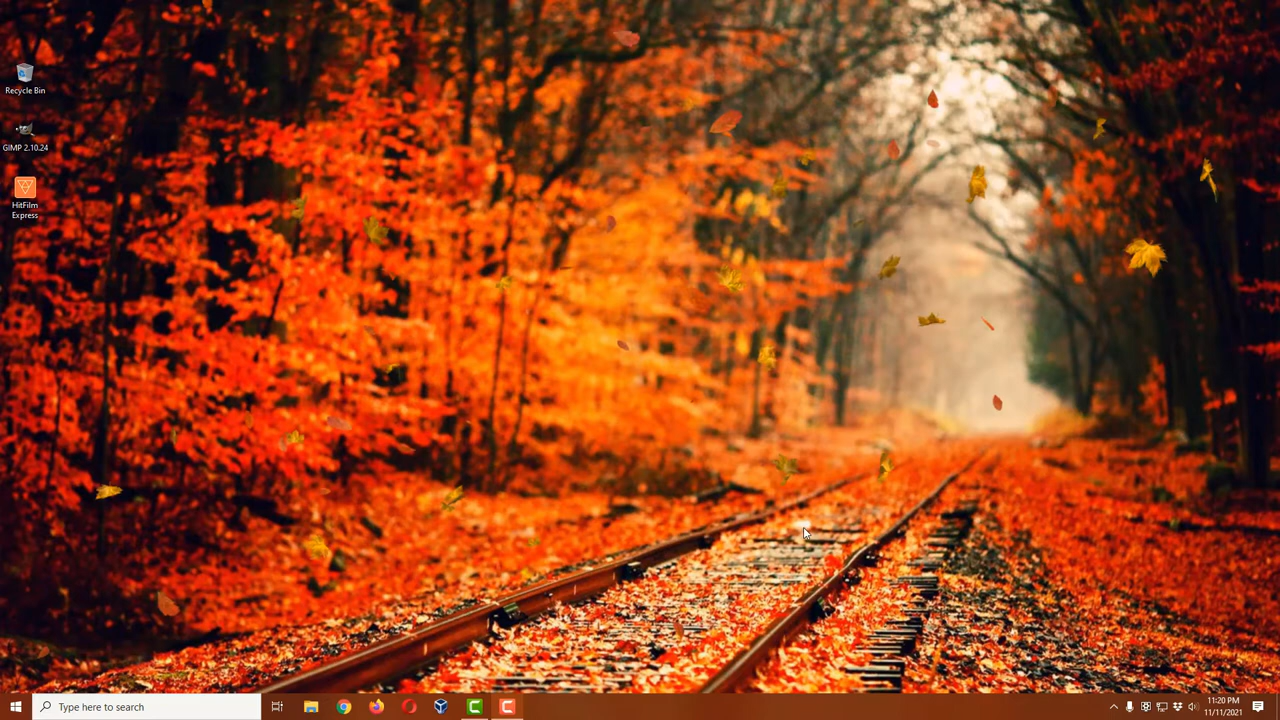 Recycle Bin
GIMP 2.10.24
HitFilm
Express
Type here to search
11:20 PM
11/11/2021